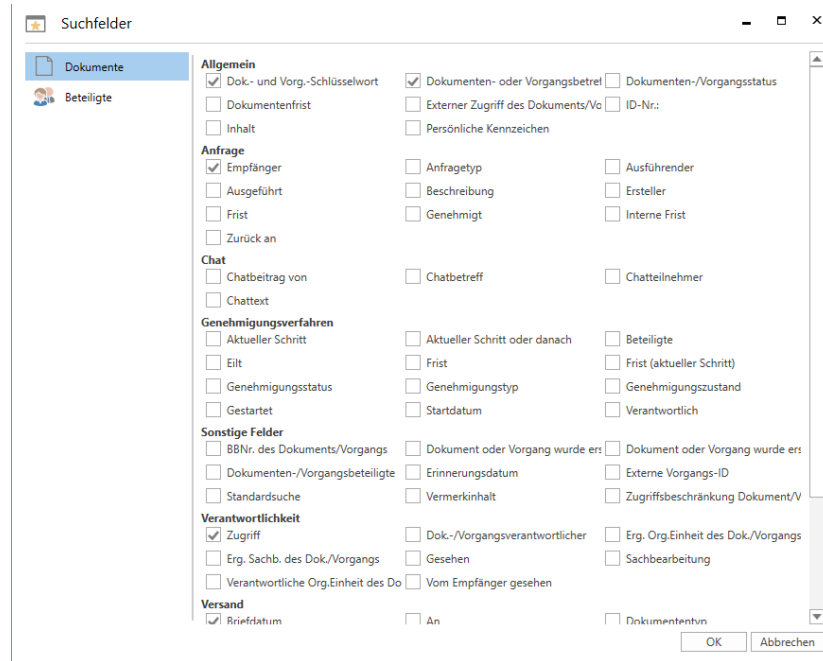 Suchfelder
Dokumente
Beteiligte
Allgemein
Dok.- und Vorg.-Schlüsselwort Dokumenten- oder Vorgangsbetref Dokumenten-/Vorgangsstatus
Dokumentenfrist Externer Zugriff des Dokuments/Vo ID-Nr.:
Inhalt Persönliche Kennzeichen
Anfrage
Empfänger Anfragetyp Ausführender
Ausgeführt Beschreibung Ersteller
Frist Genehmigt Interne Frist
Zurück an
Chat
Chatbeitrag von Chatbetreff Chatteilnehmer
Chattext
Genehmigungsverfahren
Aktueller Schritt Aktueller Schritt oder danach Beteiligte
Eilt Frist Frist (aktueller Schritt)
Genehmigungsstatus Genehmigungstyp Genehmigungszustand
Gestartet Startdatum Verantwortlich
Sonstige Felder
BBNr. des Dokuments/Vorgangs Dokument oder Vorgang wurde ers Dokument oder Vorgang wurde ers
Dokumenten-/Vorgangsbeteiligte Erinnerungsdatum Externe Vorgangs-ID
Standardsuche Vermerkinhalt Zugriffsbeschränkung Dokument/V
Verantwortlichkeit
Zugriff Dok.-/Vorgangsverantwortlicher Erg. Org.Einheit des Dok./Vorgangs
Erg. Sachb. des Dok./Vorgangs Gesehen Sachbearbeitung
Verantwortliche Org.Einheit des Do Vom Empfänger gesehen
Versand
Briefdatum An Dokumententyp
OK Abbrechen